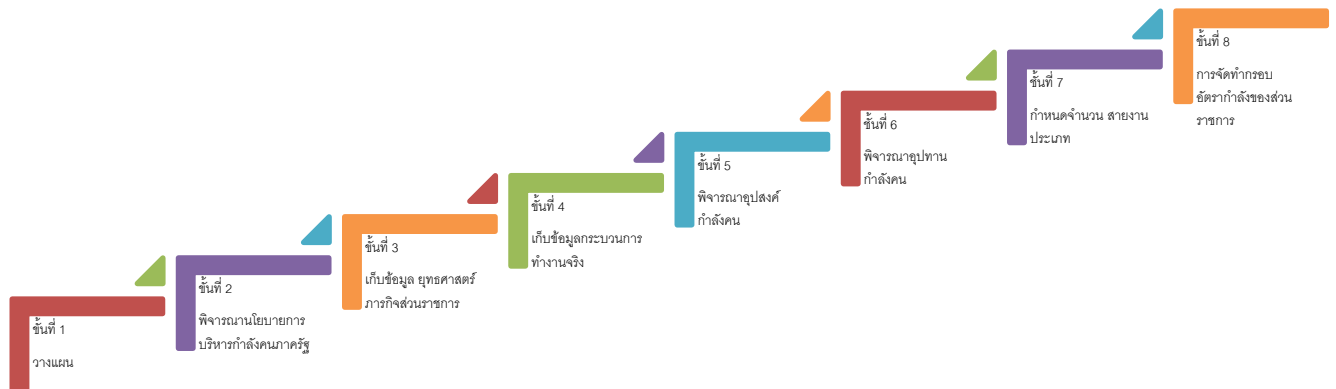 ขั้นที่ 1
วางแผน
ขั้นที่ 2
พิจารณานโยบายการ
บริหารกำลังคนภาครัฐ
ขั้นที่ 3
เก็บข้อมูล ยุทธศาสตร์
ภารกิจส่วนราชการ
ขั้นที่ 4
เก็บข้อมูลกระบวนการ
ทำงานจริง
ขั้นที่ 5
พิจารณาอุปสงค์
กำลังคน
ขั้นที่ 6
พิจารณาอุปทาน
กำลังคน
ขั้นที่ 7
กำหนดจำนวน สายงาน
ประเภท
ขั้นที่ 8
การจัดทำกรอบ
อัตรากำลังของส่วน
ราชการ